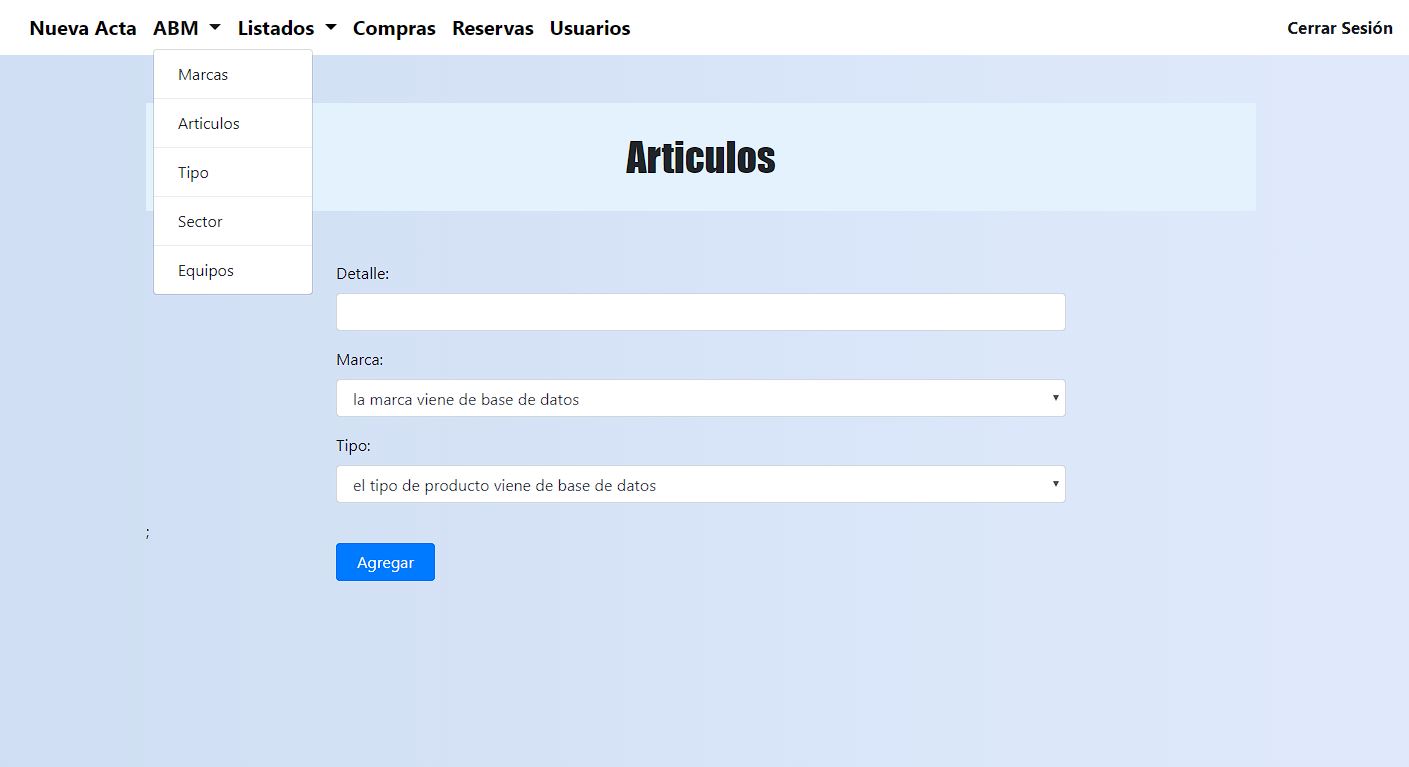 Nueva Acta ABM Listados Compras Reservas Usuarios Cerrar Sesión
Marcas
Articulos
Tipo
Sector
Equipos
Articulos
Detalle:
Marca:
la marca viene de base de datos
Tipo:
el tipo de producto viene de base de datos
;
Agregar